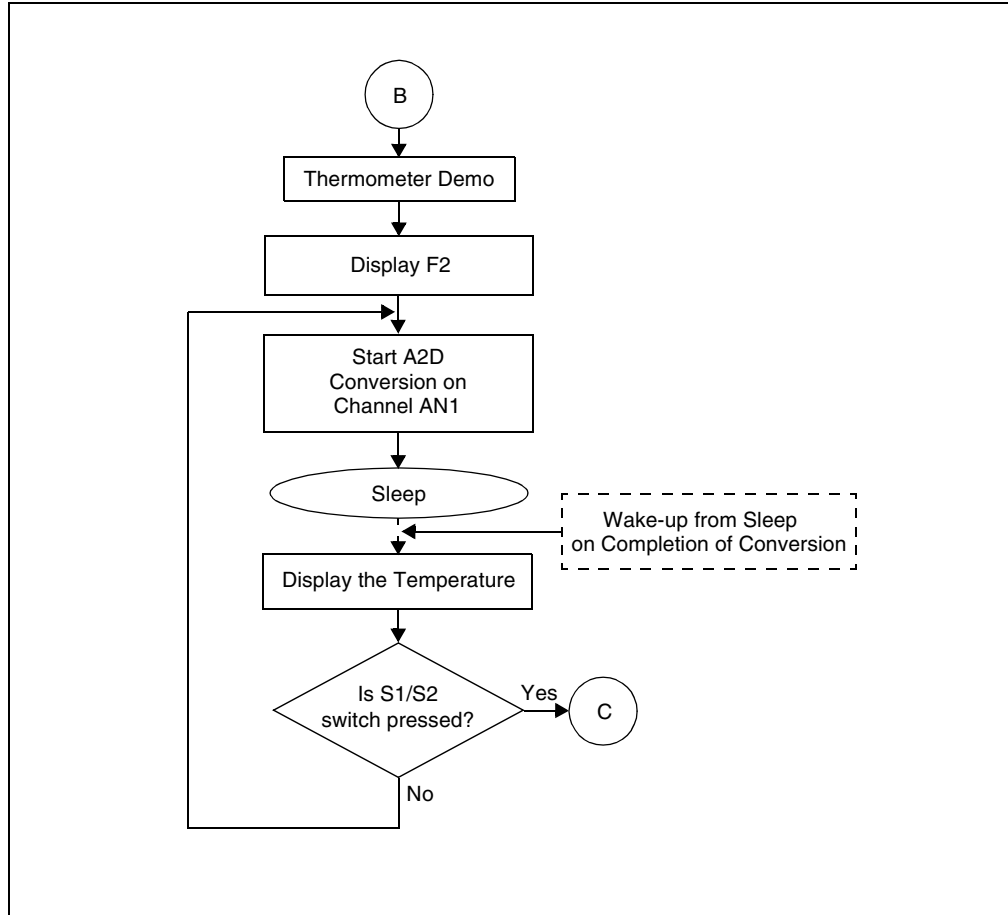 B
Thermometer Demo
Display F2
Start A2D
Conversion on
Channel AN1
Sleep
Wake-up from Sleep
on Completion of Conversion
Display the Temperature
Is S1/S2
switch pressed?
Yes
C
No